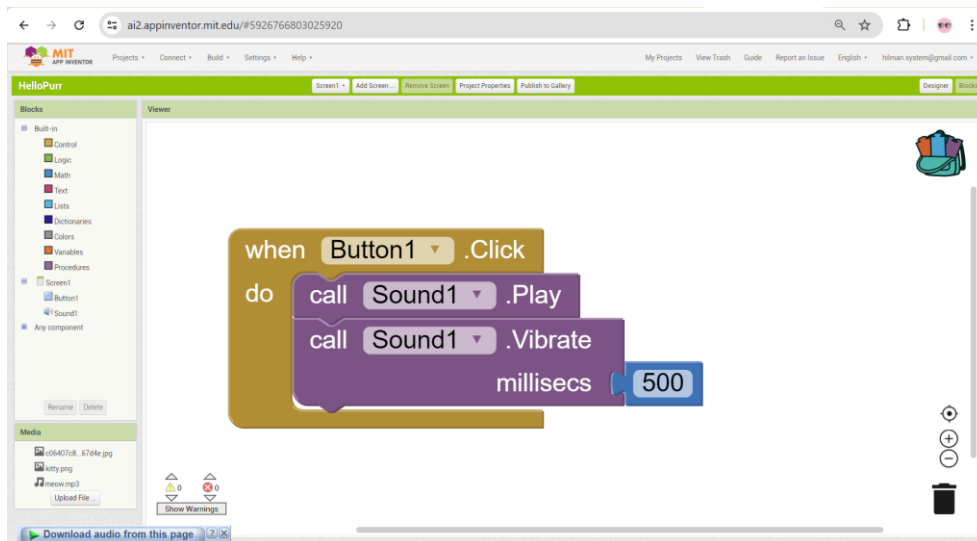 ai2.appinventor.mit.edu/#5926766803025920
MIT
APP INVENTOR
Projects Connect Build Settings Help My Projects View Trash Guide Report an Issue English hilman.system@gmail.com
HelloPurr Screen1 Add Screen ... Remove Screen Project Properties Publish to Gallery Designer Blocks
Blocks Viewer
Built-in
Control
Logic
Math
Text
Lists
Dictionaries
Colors
Variables
Procedures
Screen1
Button1
Sound1
Any component
Rename Delete
when Button1 .Click
do call Sound1 .Play
call Sound1 .Vibrate
millisecs 500
Media
c06407c8...67d4e.jpg
kitty.png
meow.mp3
Upload File ...
0 0
Show Warnings
Download audio from this page ? X